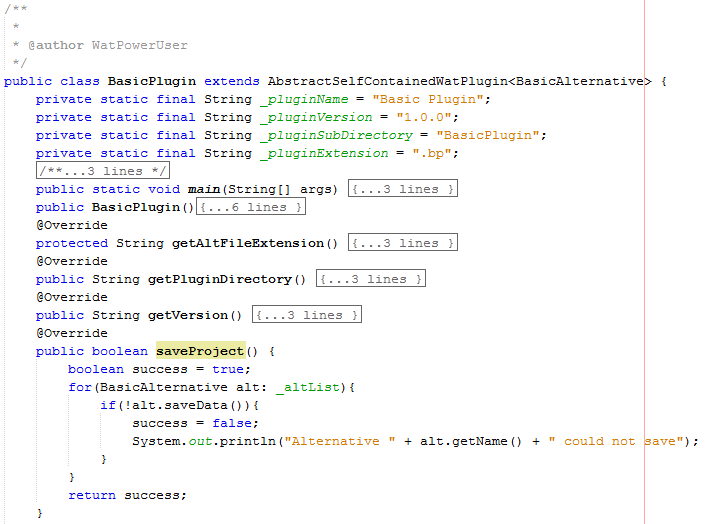 /**
 *
 * @author WatPowerUser
 */
public class BasicPlugin extends AbstractSelfContainedWatPlugin<BasicAlternative> {
    private static final String _pluginName = "Basic Plugin";
    private static final String _pluginVersion = "1.0.0";
    private static final String _pluginSubDirectory = "BasicPlugin";
    private static final String _pluginExtension = ".bp";
    /**...3 lines */
    public static void main(String[] args) {...3 lines }
    public BasicPlugin(){...6 lines }
    @Override
    protected String getAltFileExtension() {...3 lines }
    @Override
    public String getPluginDirectory() {...3 lines }
    @Override
    public String getVersion() {...3 lines }
    @Override
    public boolean saveProject() {
        boolean success = true;
        for(BasicAlternative alt: _altList){
            if(!alt.saveData()){
                success = false;
                System.out.println("Alternative " + alt.getName() + " could not save");
            }
        }
        return success;
    }